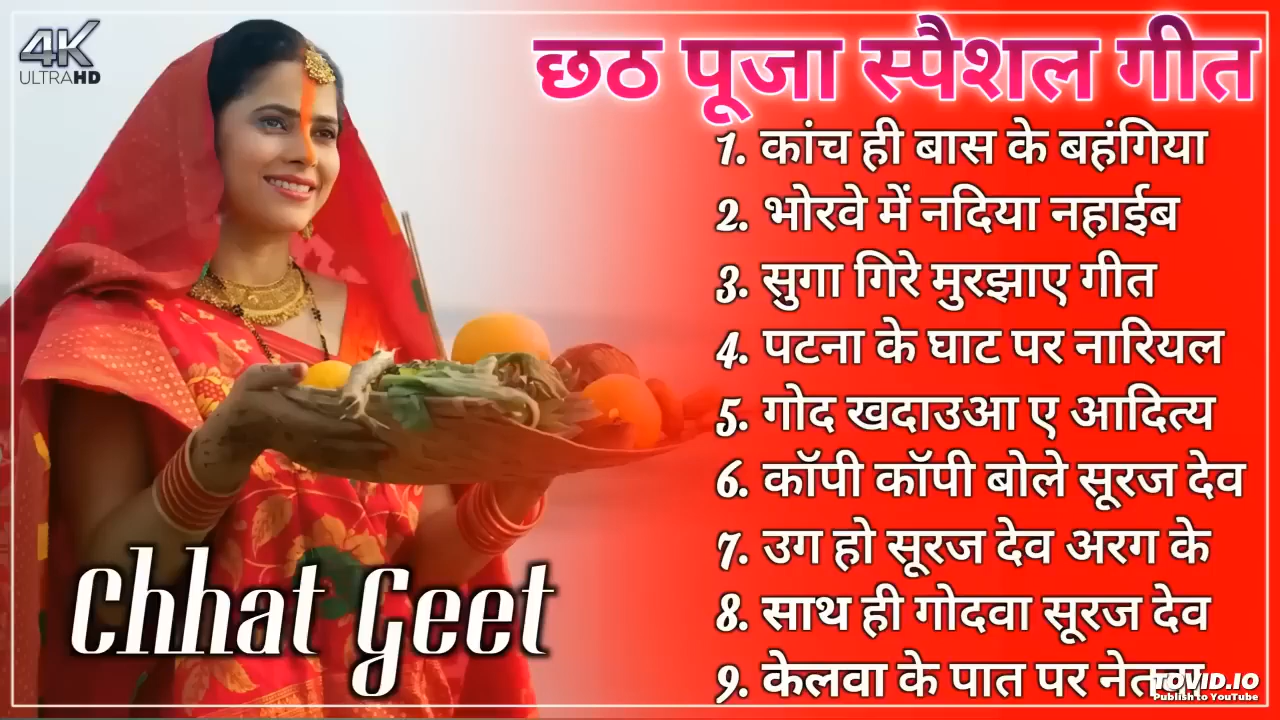 4K
ULTRAHD
छठ पूजा स्पैशल गीत
1. कांच ही बास के बहंगिया
2. भोरवे में नदिया नहाईब
3. सुगा गिरे मुरझाए गीत
4. पटना के घाट पर नारियल
5. गोद खदाउआ ए आदित्य
6. कॉपी कॉपी बोले सूरज देव
7. उग हो सूरज देव अरग के
8. साथ ही गोदवा सूरज देव
9. केलवा के पात पर
Chhat Geet
TOVID.IO
Publish to YouTube